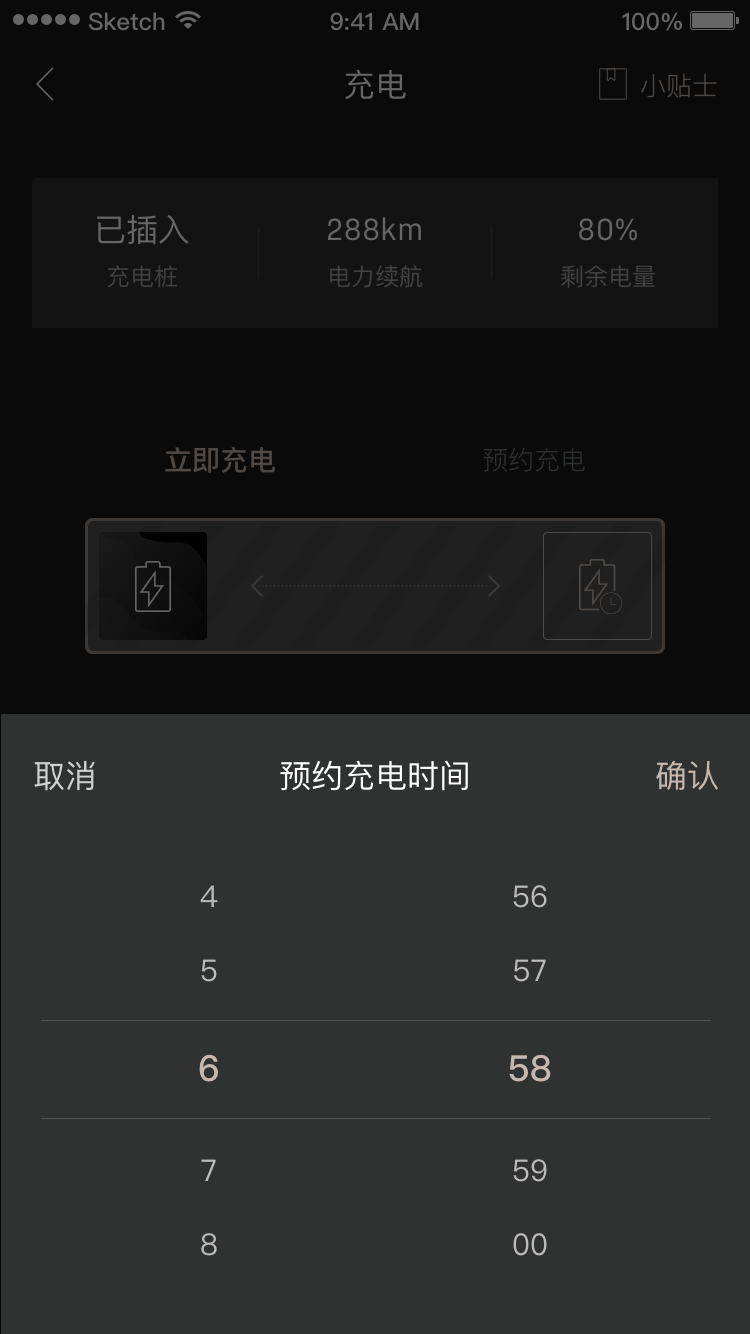 Sketch 9:41 AM 100%
充电 小贴士
已插入 288km 80%
充电桩 电力续航 剩余电量
立即充电 预约充电
取消 预约充电时间 确认
4 56
5 57
6 58
7 59
8 00